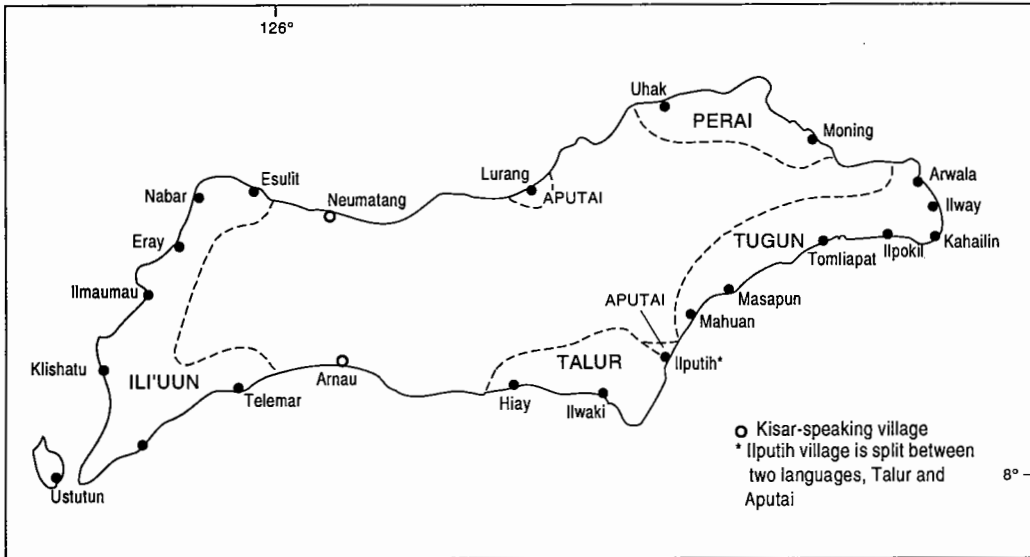 126°
Uhak
PERAI
Moning
Esulit
Nabar
Neumatang
Lurang
APUTAI
Arwala
Ilway
Eray
TUGUN
Tomliapat
Ilpokil
Kahailin
Ilmaumau
APUTAI
Masapun
Mahuan
Klishatu
ILI'UUN
Telemar
Arnau
TALUR
Ilputih*
Hiay
Ilwaki
Ustutun
Kisar-speaking village
* Ilputih village is split between
two languages, Talur and
Aputai
8°